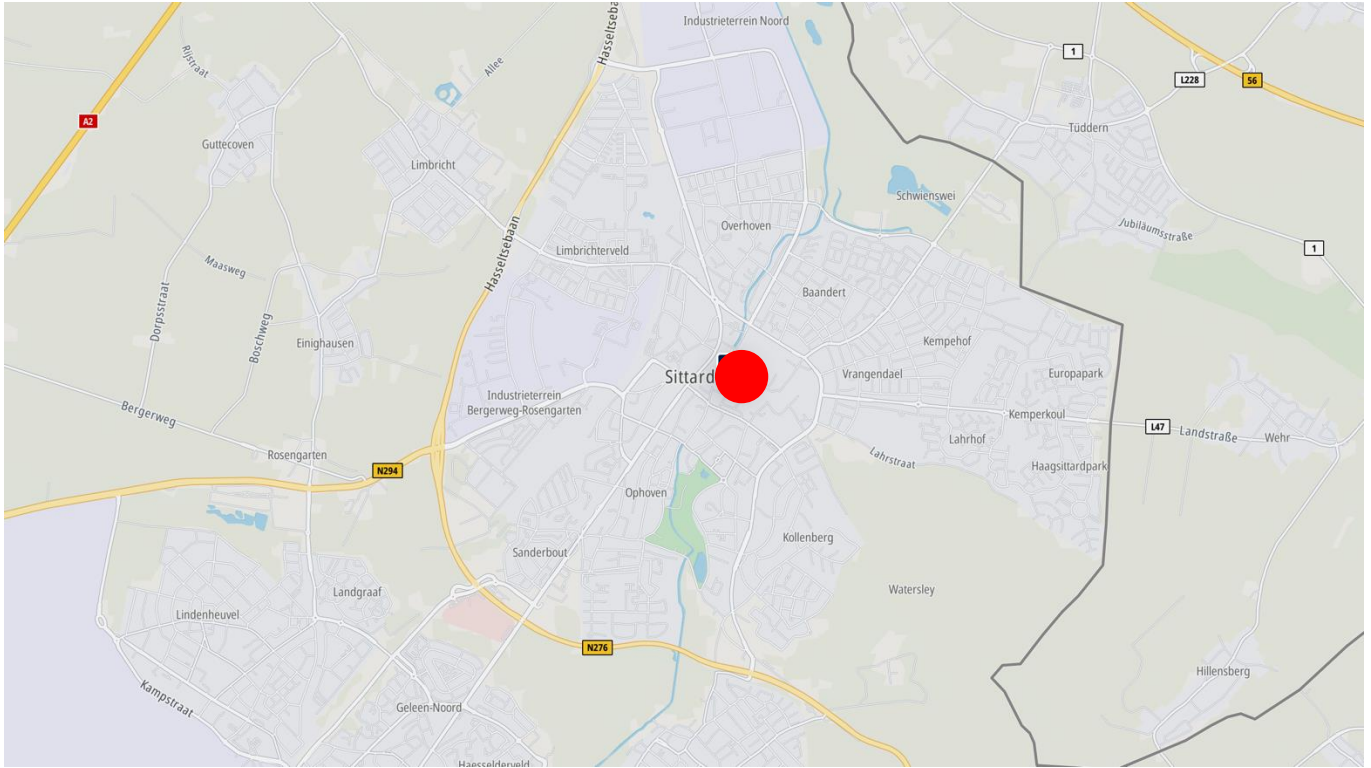 Industrieterrein Noord
Hasseltsebaan
Rijstraat
Allee
1
L228
56
A2
Tüddern
Guttecoven
Limbricht
Schwienswei
Overhoven
Jubiläumsstraße
Limbrichterveld
1
Hasseltsebaan
Maasweg
Baandert
Dorpsstraat
Boschweg
Einighausen
Kempehof
Sittard
Vrangendael
Europapark
Industrieterrein
Bergerweg-Rosengarten
Bergerweg
Kemperkoul
L47
Landstraße
Wehr
Lahrhof
Rosengarten
Lahrstraat
Haagsittardpark
N294
Ophoven
Kollenberg
Sanderbout
Landgraaf
Watersley
Lindenheuvel
N276
Hillensberg
Kampstraat
Geleen-Noord
Haesselderveld